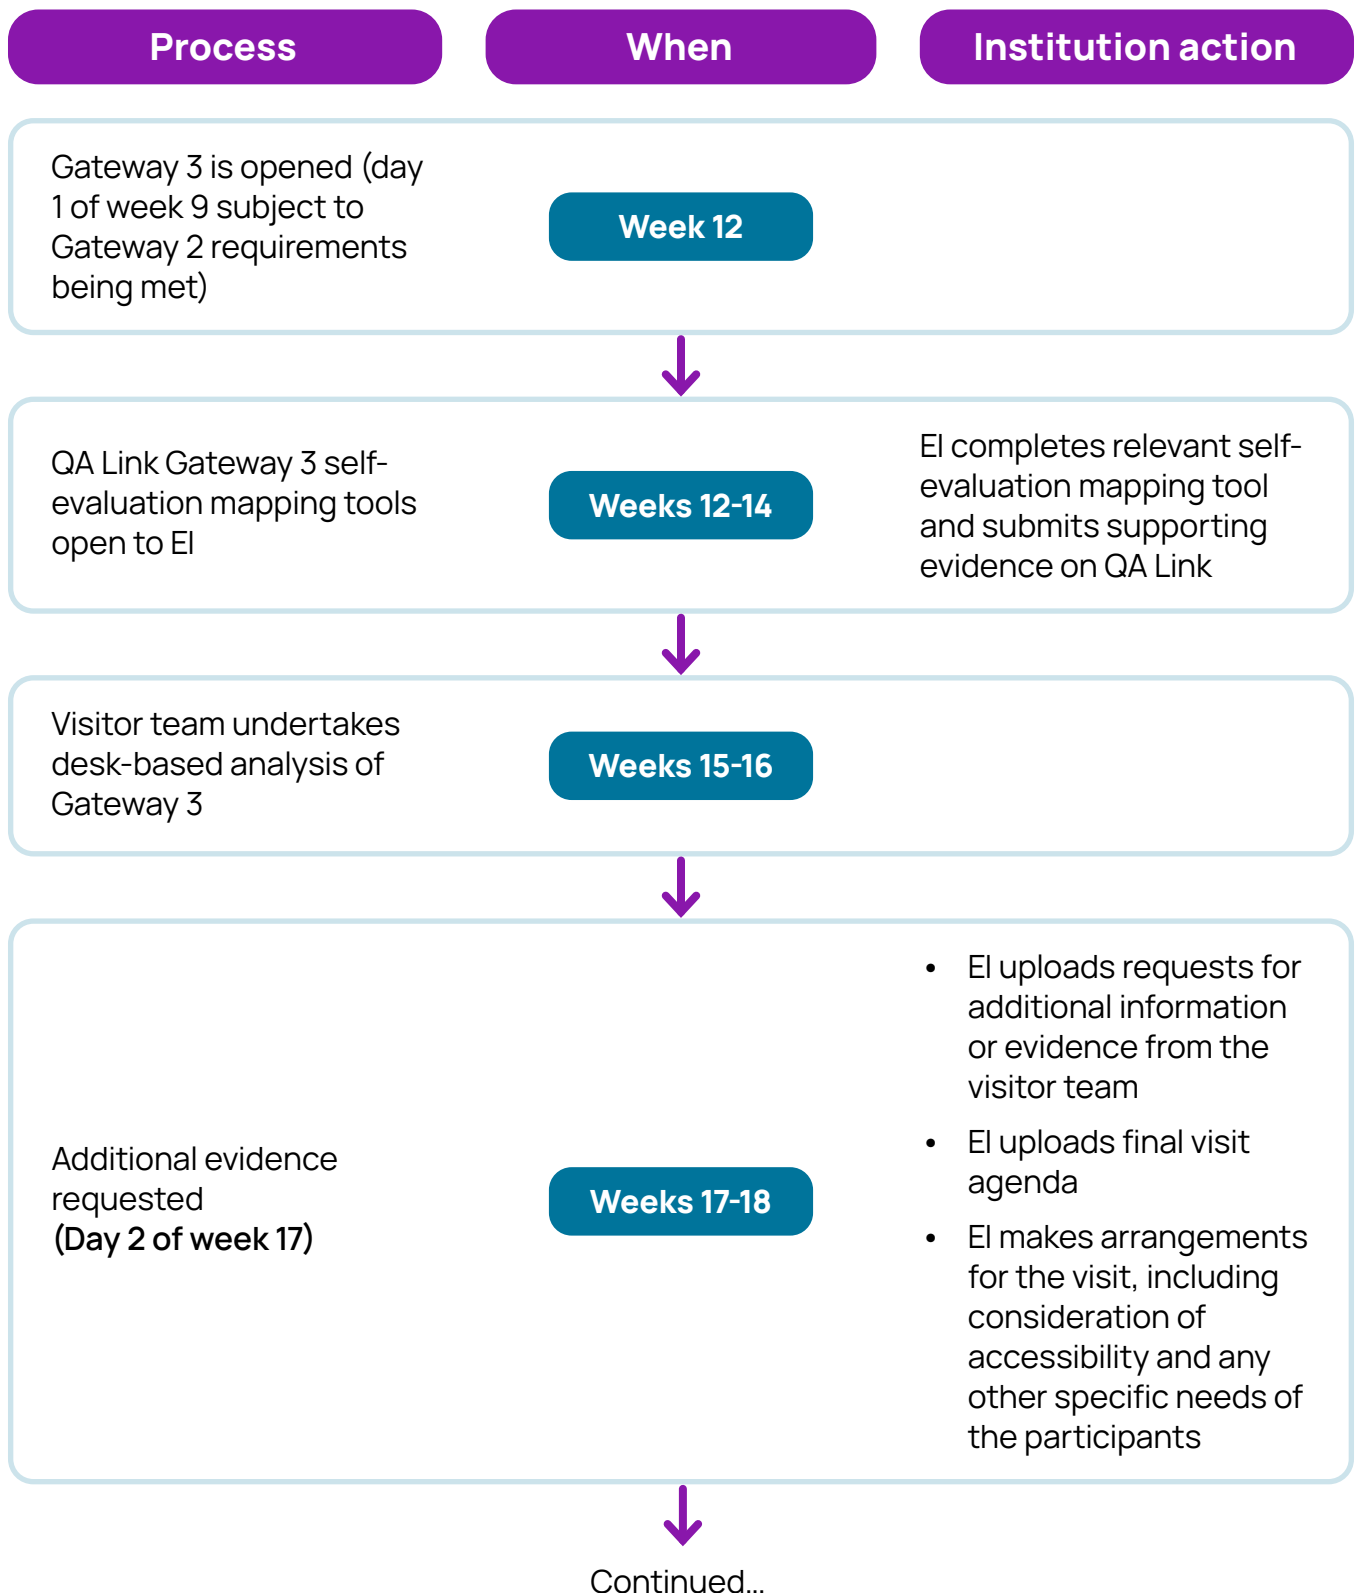 Process
When
Institution action
Gateway 3 is opened (day
1 of week 9 subject to
Gateway 2 requirements
being met)
Week 12
QA Link Gateway 3 self-
evaluation mapping tools
open to EI
Weeks 12-14
EI completes relevant self-
evaluation mapping tool
and submits supporting
evidence on QA Link
Visitor team undertakes
desk-based analysis of
Gateway 3
Weeks 15-16
Additional evidence
requested
(Day 2 of week 17)
Weeks 17-18
• EI uploads requests for
additional information
or evidence from the
visitor team
• EI uploads final visit
agenda
• EI makes arrangements
for the visit, including
consideration of
accessibility and any
other specific needs of
the participants
Continued...